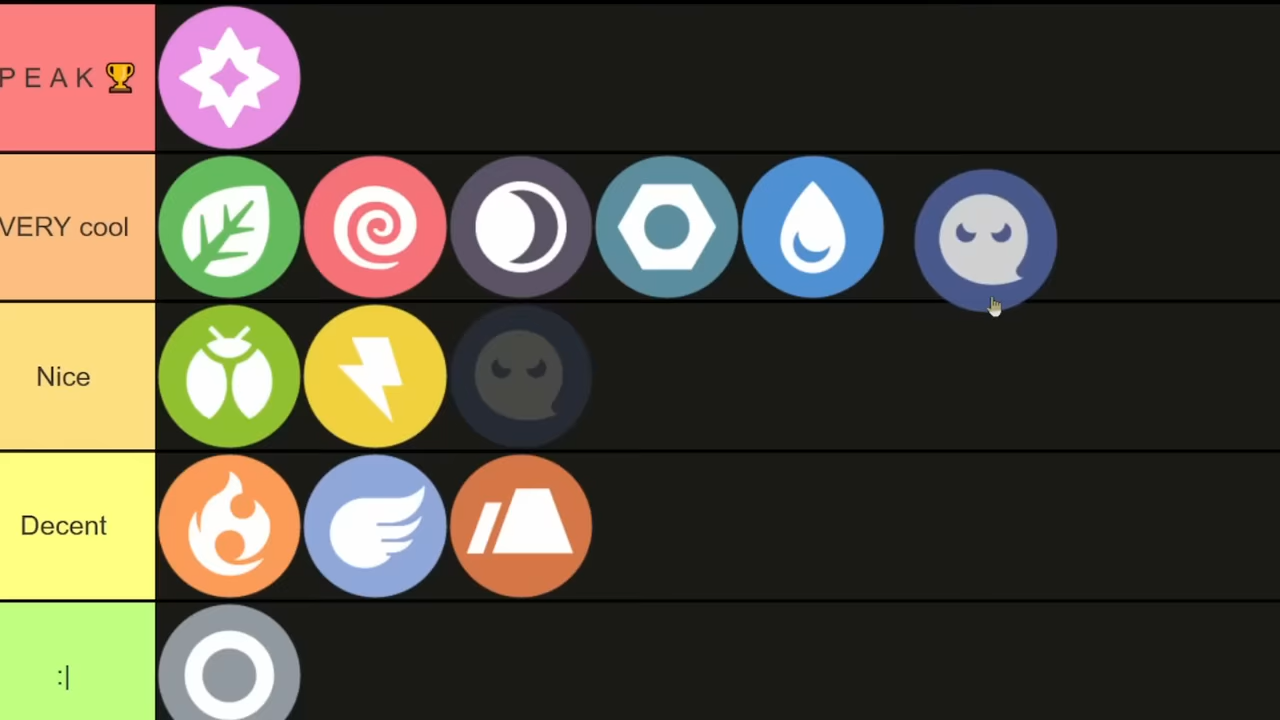 P E A K 🏆
VERY cool
Nice
Decent
:|